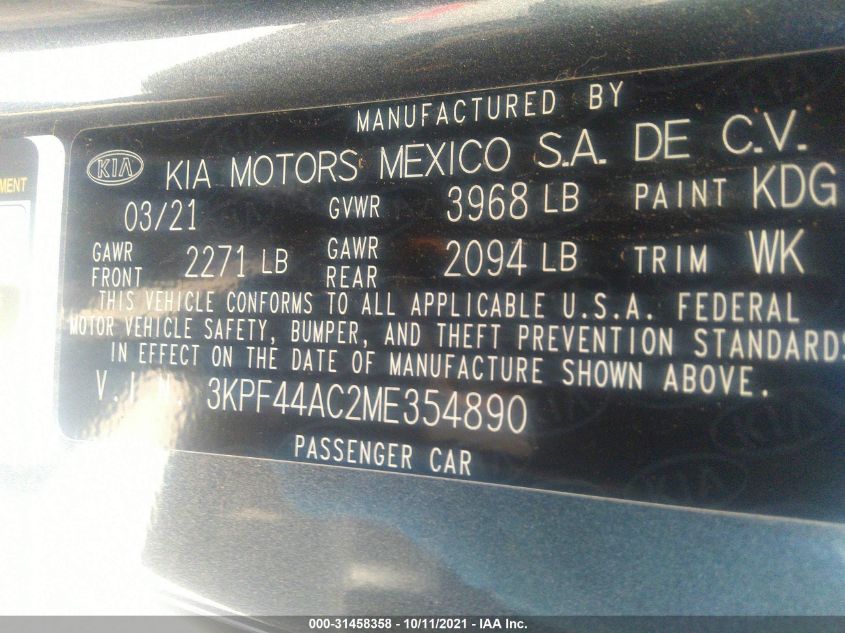 MENT
MANUFACTURED BY
KIA KIA MOTORS MEXICO S.A. DE C.V.
03/21 GVWR 3968 LB PAINT KDG
GAWR FRONT 2271 LB GAWR REAR 2094 LB TRIM WK
THIS VEHICLE CONFORMS TO ALL APPLICABLE U.S.A. FEDERAL
MOTOR VEHICLE SAFETY, BUMPER, AND THEFT PREVENTION STANDARDS
IN EFFECT ON THE DATE OF MANUFACTURE SHOWN ABOVE.
V.I.N. 3KPF44AC2ME354890
PASSENGER CAR
000-31458358 - 10/11/2021 - IAA Inc.